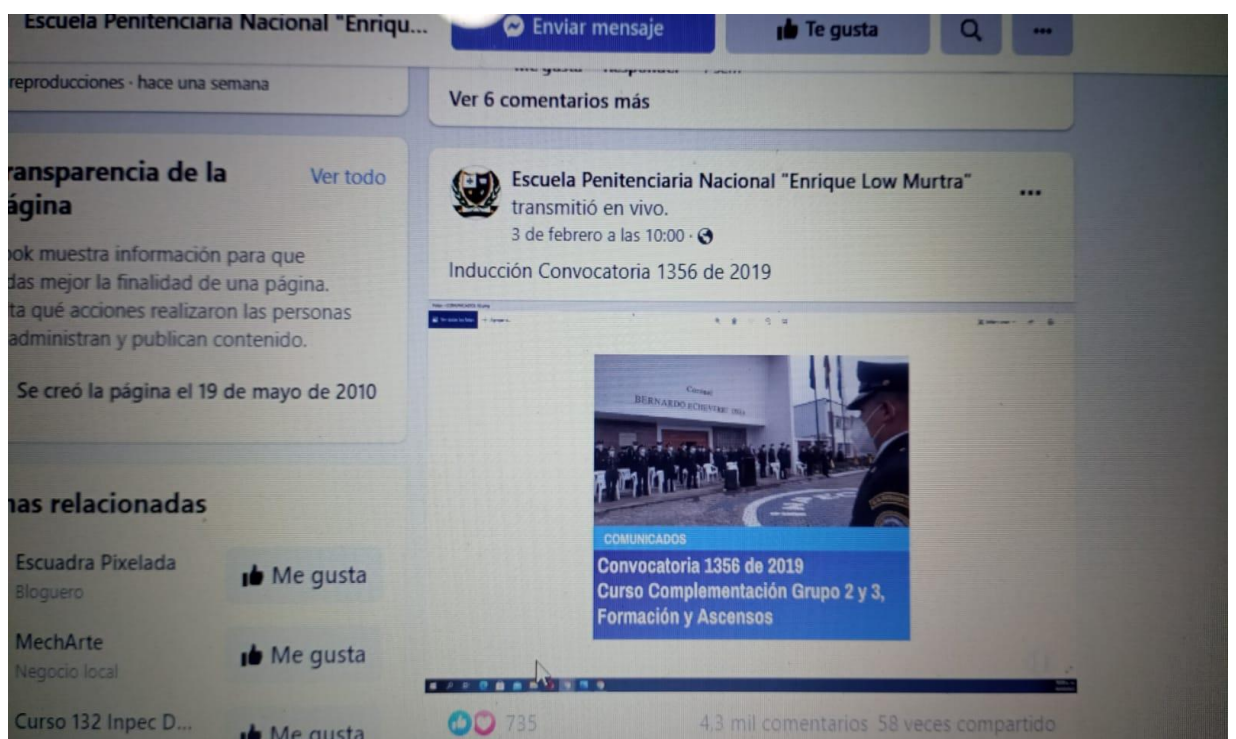 Escuela Penitenciaria Nacional "Enriqu...
Enviar mensaje
Te gusta
reproducciones · hace una semana
Ver 6 comentarios más
ransparencia de la
ágina
Ver todo
ook muestra información para que
das mejor la finalidad de una página.
ta qué acciones realizaron las personas
administran y publican contenido.
Se creó la página el 19 de mayo de 2010
nas relacionadas
Escuadra Pixelada
Bloguero
Me gusta
MechArte
Negocio local
Me gusta
Curso 132 Inpec D...
Me gusta
Escuela Penitenciaria Nacional "Enrique Low Murtra"
transmitió en vivo.
3 de febrero a las 10:00 ·
Inducción Convocatoria 1356 de 2019
Coronel
BERNARDO ECHEVERRI
INPEC
COMUNICADOS
Convocatoria 1356 de 2019
Curso Complementación Grupo 2 y 3,
Formación y Ascensos
735
4,3 mil comentarios 58 veces compartido